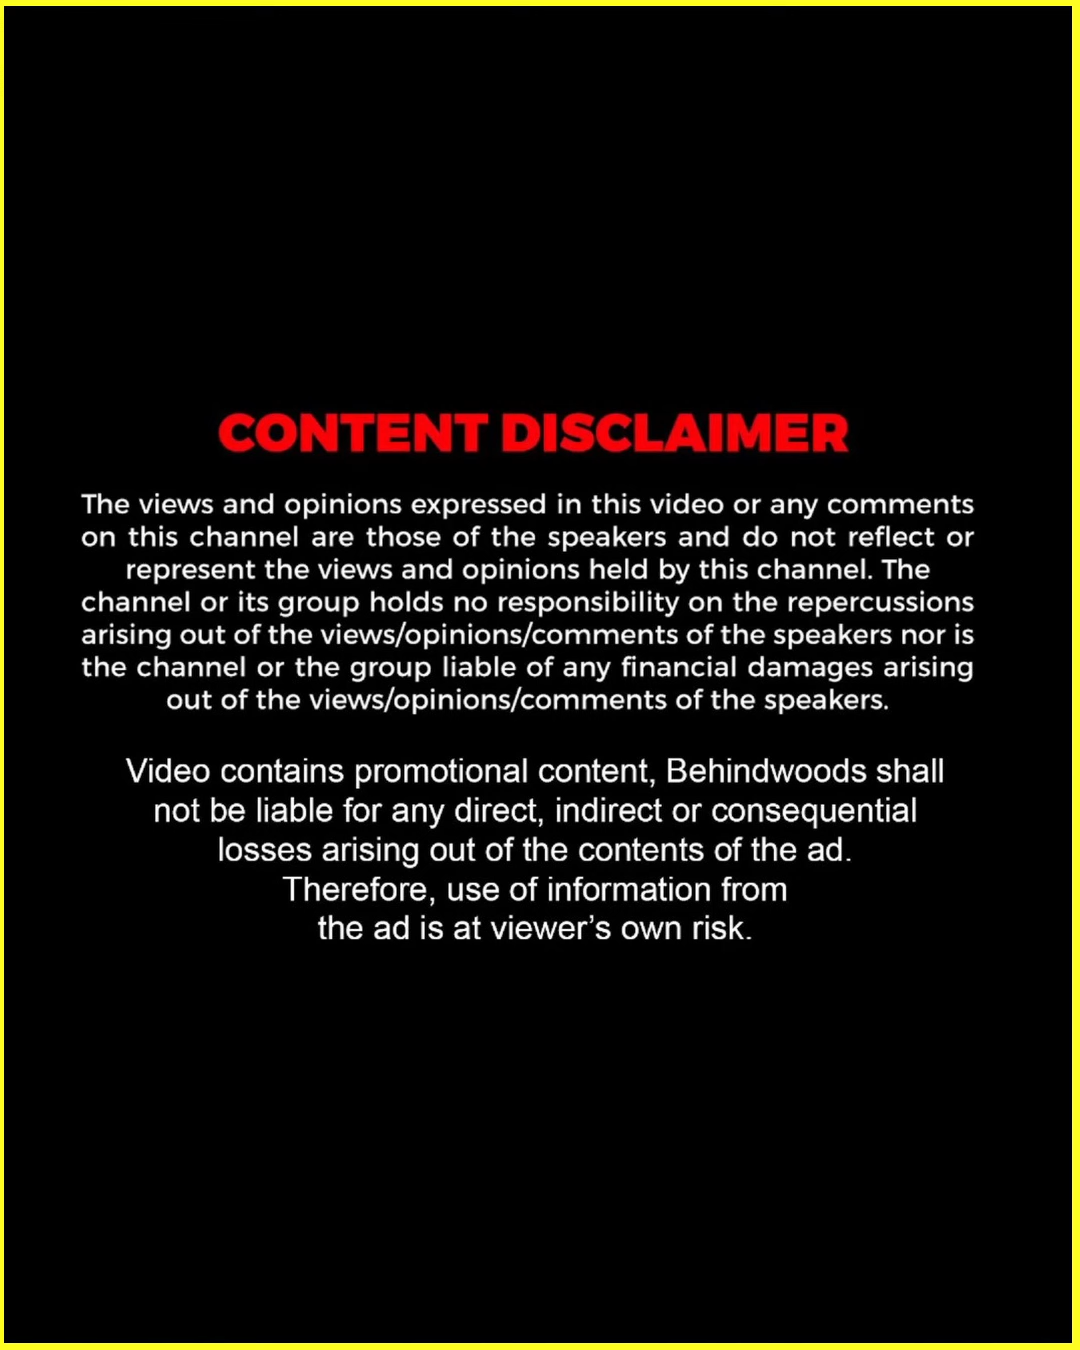 CONTENT DISCLAIMER
The views and opinions expressed in this video or any comments
on this channel are those of the speakers and do not reflect or
represent the views and opinions held by this channel. The
channel or its group holds no responsibility on the repercussions
arising out of the views/opinions/comments of the speakers nor is
the channel or the group liable of any financial damages arising
out of the views/opinions/comments of the speakers.
Video contains promotional content, Behindwoods shall
not be liable for any direct, indirect or consequential
losses arising out of the contents of the ad.
Therefore, use of information from
the ad is at viewer’s own risk.